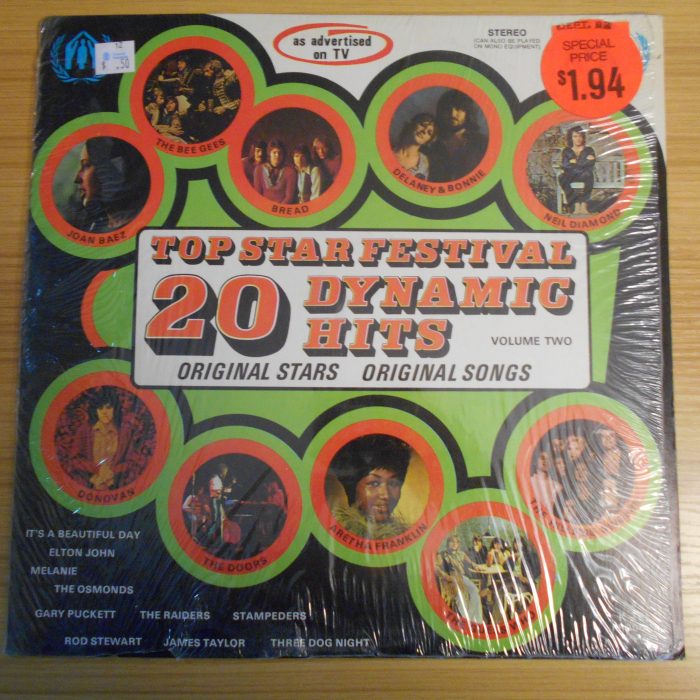 as advertised
on TV
STEREO
(CAN ALSO BE PLAYED
ON MONO EQUIPMENT)
SPECIAL
PRICE
$1.94
$ .50
THE BEE GEES
BREAD
DELANEY & BONNIE
NEIL DIAMOND
JOAN BAEZ
TOP STAR FESTIVAL
20 DYNAMIC
HITS
VOLUME TWO
ORIGINAL STARS ORIGINAL SONGS
DONOVAN
THE DOORS
ARETHA FRANKLIN
IT'S A BEAUTIFUL DAY
ELTON JOHN
MELANIE
THE OSMONDS
GARY PUCKETT THE RAIDERS STAMPEDERS
ROD STEWART JAMES TAYLOR THREE DOG NIGHT